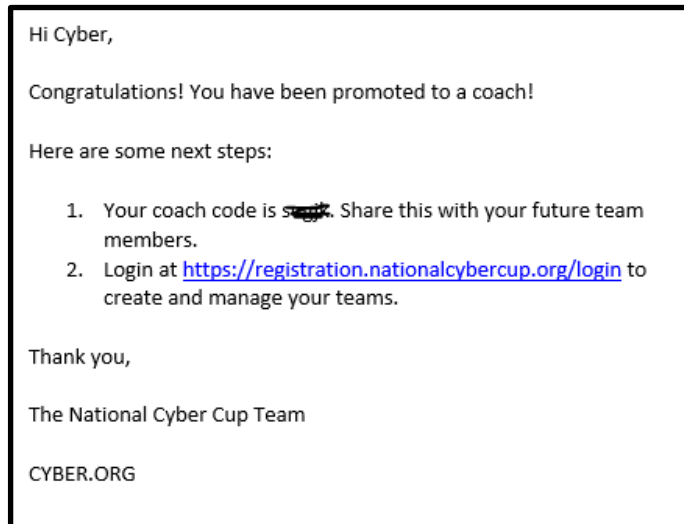 Hi Cyber,
Congratulations! You have been promoted to a coach!
Here are some next steps:
1. Your coach code is . Share this with your future team
members.
2. Login at https://registration.nationalcybercup.org/login to
create and manage your teams.
Thank you,
The National Cyber Cup Team
CYBER.ORG